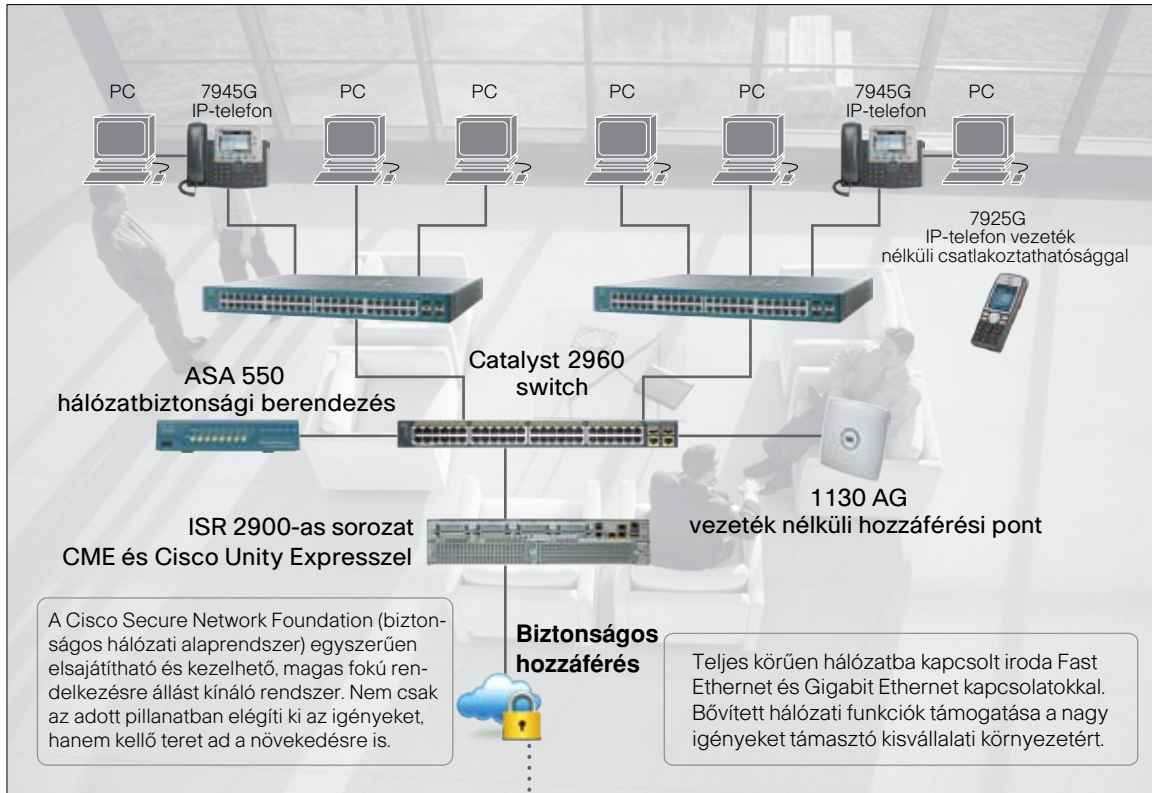 PC
7945G
IP-telefon
PC
PC
PC
PC
7945G
IP-telefon
PC
7925G
IP-telefon vezeték
nélküli csatlakoztathatósággal
ASA 550
hálózatbiztonsági berendezés
Catalyst 2960
switch
1130 AG
vezeték nélküli hozzáférési pont
ISR 2900-as sorozat
CME és Cisco Unity Expresszel
A Cisco Secure Network Foundation (bizton-
ságos hálózati alaprendszer) egyszerűen
elsajátítható és kezelhető, magas fokú ren-
delkezésre állást kínáló rendszer. Nem csak
az adott pillanatban elégíti ki az igényeket,
hanem kellő teret ad a növekedésre is.
Biztonságos
hozzáférés
Teljes körűen hálózatba kapcsolt iroda Fast
Ethernet és Gigabit Ethernet kapcsolatokkal.
Bővített hálózati funkciók támogatása a nagy
igényeket támasztó kisvállalati környezetért.